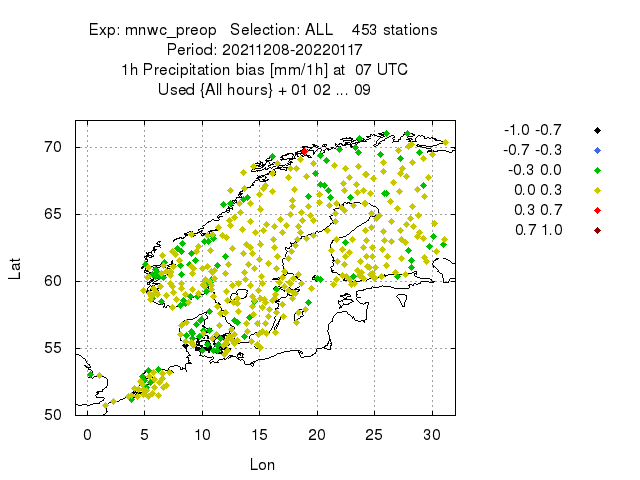 Exp: mnwc_preop   Selection: ALL    453 stations
Period: 20211208-20220117
1h Precipitation bias [mm/1h] at  07 UTC
Used {All hours} + 01 02 ... 09
-1.0 -0.7
-0.7 -0.3
-0.3 0.0
0.0 0.3
0.3 0.7
0.7 1.0
70
65
60
55
50
Lat
0 5 10 15 20 25 30
Lon